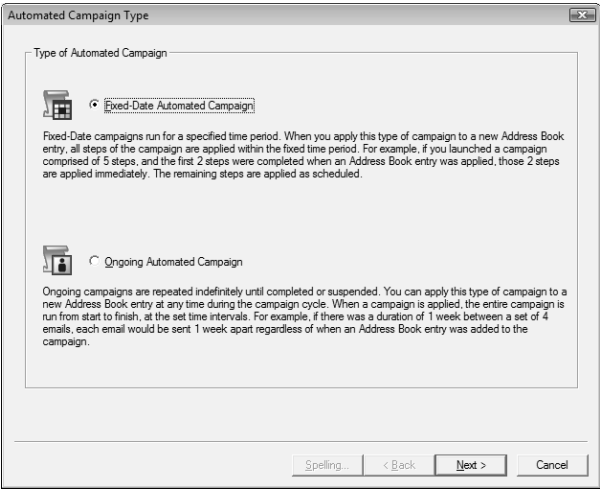 Automated Campaign Type
Type of Automated Campaign
Fixed-Date Automated Campaign
Fixed-Date campaigns run for a specified time period. When you apply this type of campaign to a new Address Book
entry, all steps of the campaign are applied within the fixed time period. For example, if you launched a campaign
comprised of 5 steps, and the first 2 steps were completed when an Address Book entry was applied, those 2 steps
are applied immediately. The remaining steps are applied as scheduled.
Ongoing Automated Campaign
Ongoing campaigns are repeated indefinitely until completed or suspended. You can apply this type of campaign to a
new Address Book entry at any time during the campaign cycle. When a campaign is applied, the entire campaign is
run from start to finish, at the set time intervals. For example, if there was a duration of 1 week between a set of 4
emails, each email would be sent 1 week apart regardless of when an Address Book entry was added to the
campaign.
Spelling... < Back Next > Cancel